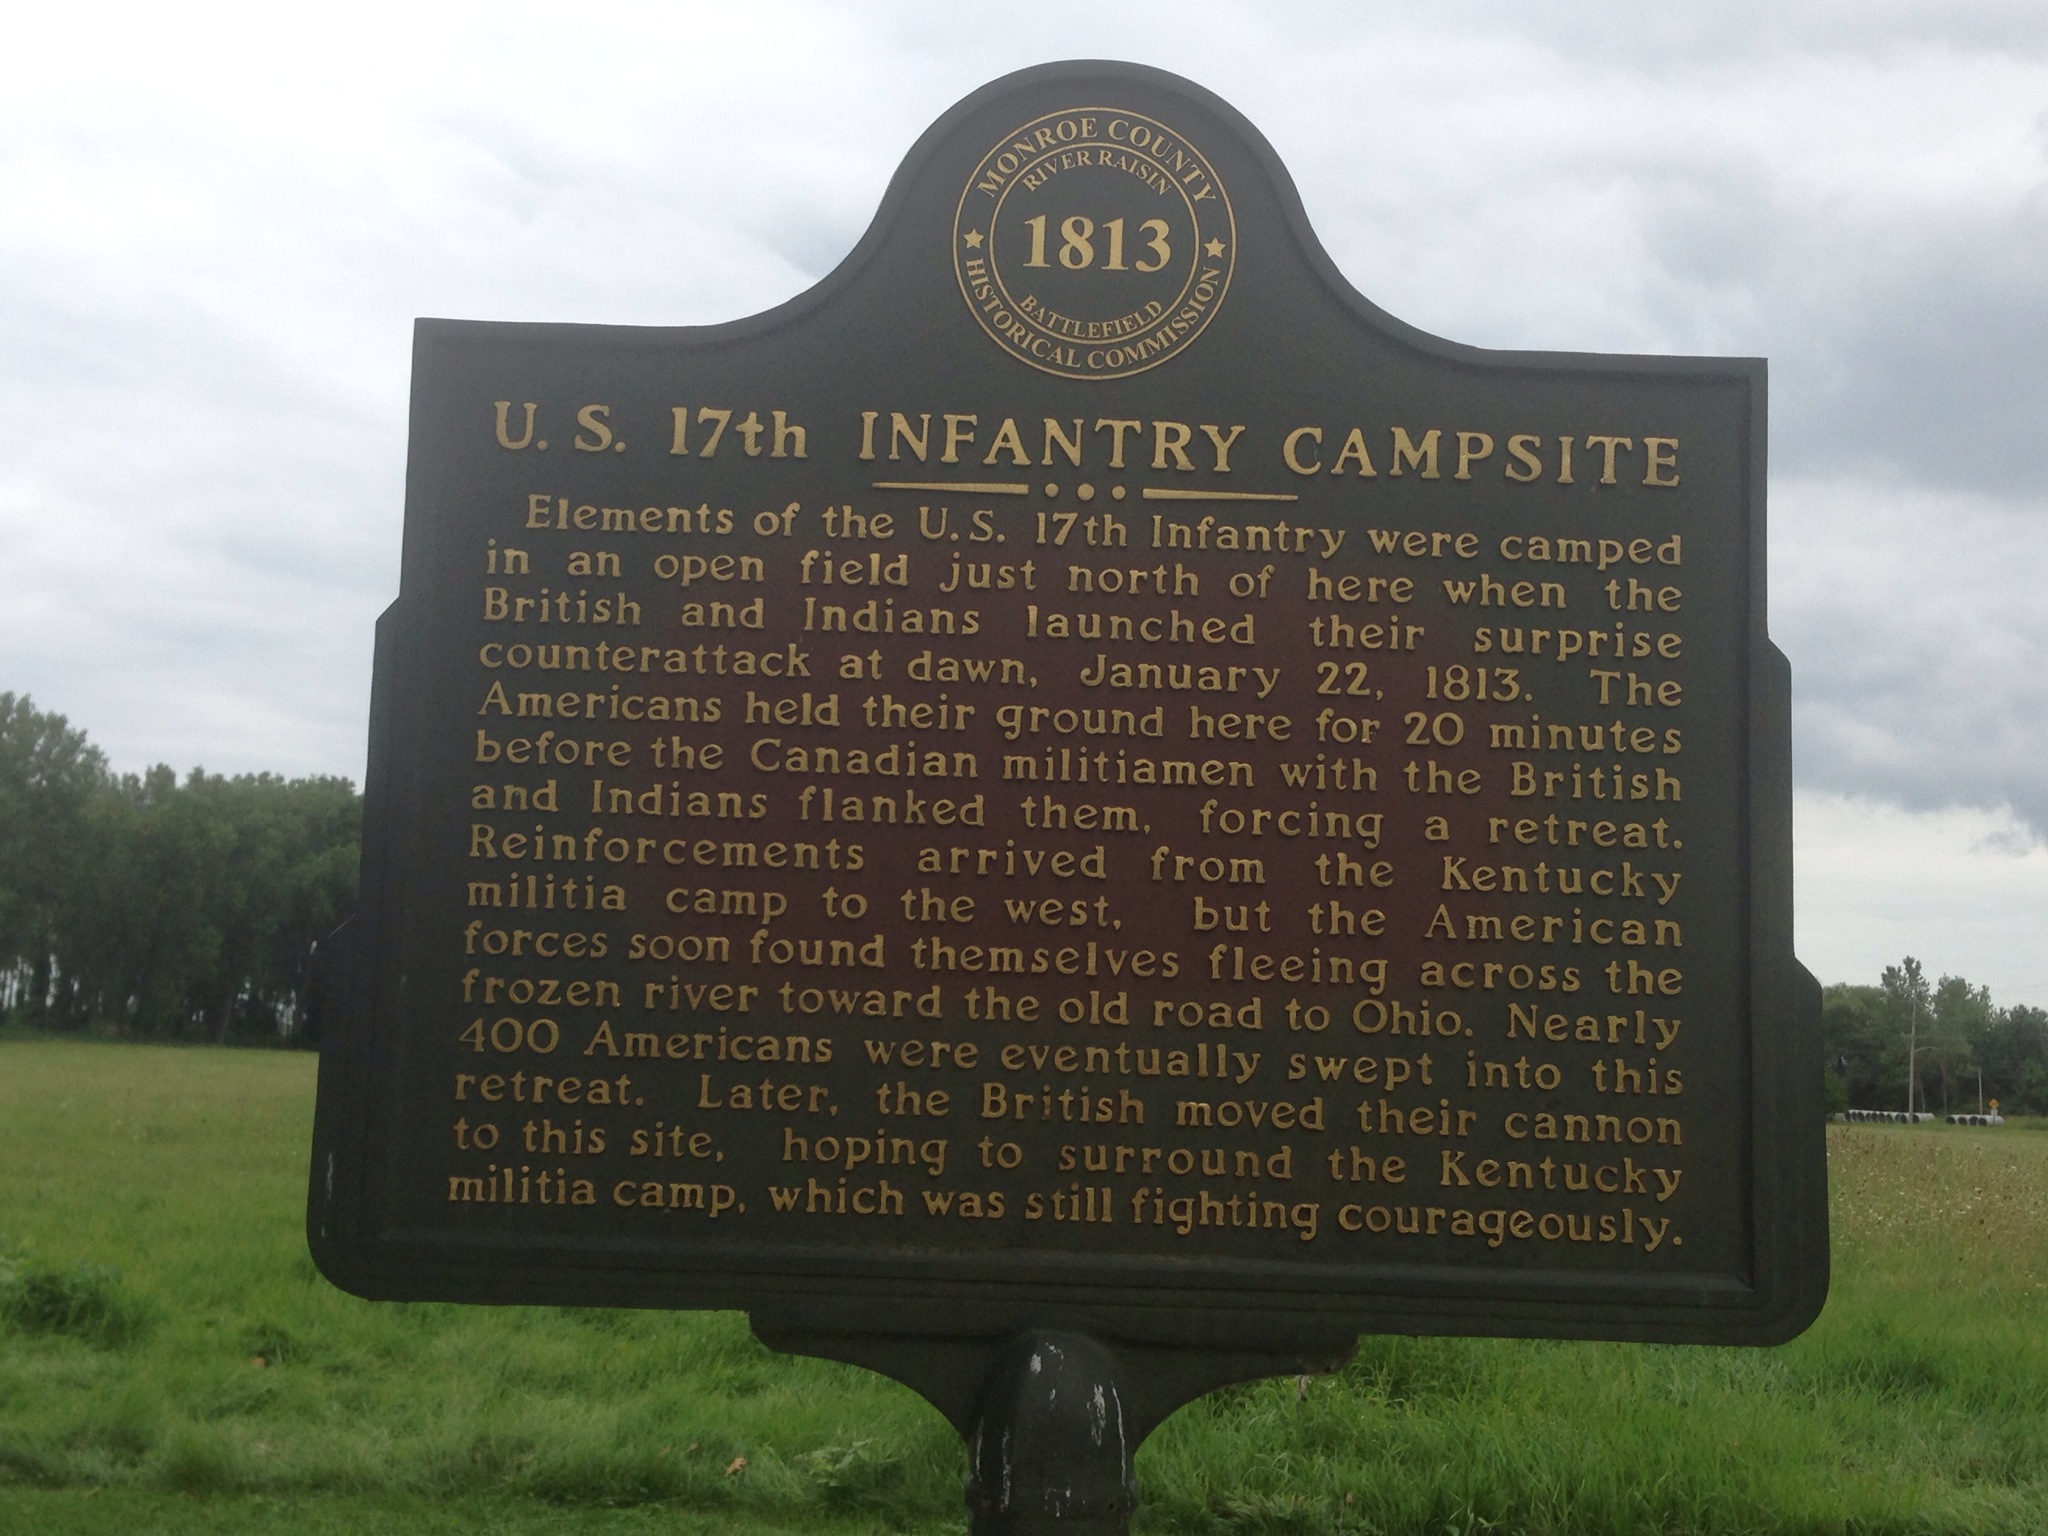 MONROE COUNTY
RIVER RAISIN
1813
BATTLEFIELD
HISTORICAL COMMISSION
U. S. 17th INFANTRY CAMPSITE
Elements of the U.S. 17th Infantry were camped
in an open field just north of here when the
British and Indians launched their surprise
counterattack at dawn, January 22, 1813. The
Americans held their ground here for 20 minutes
before the Canadian militiamen with the British
and Indians flanked them, forcing a retreat.
Reinforcements arrived from the Kentucky
militia camp to the west, but the American
forces soon found themselves fleeing across the
frozen river toward the old road to Ohio. Nearly
400 Americans were eventually swept into this
retreat. Later, the British moved their cannon
to this site, hoping to surround the Kentucky
militia camp, which was still fighting courageously.